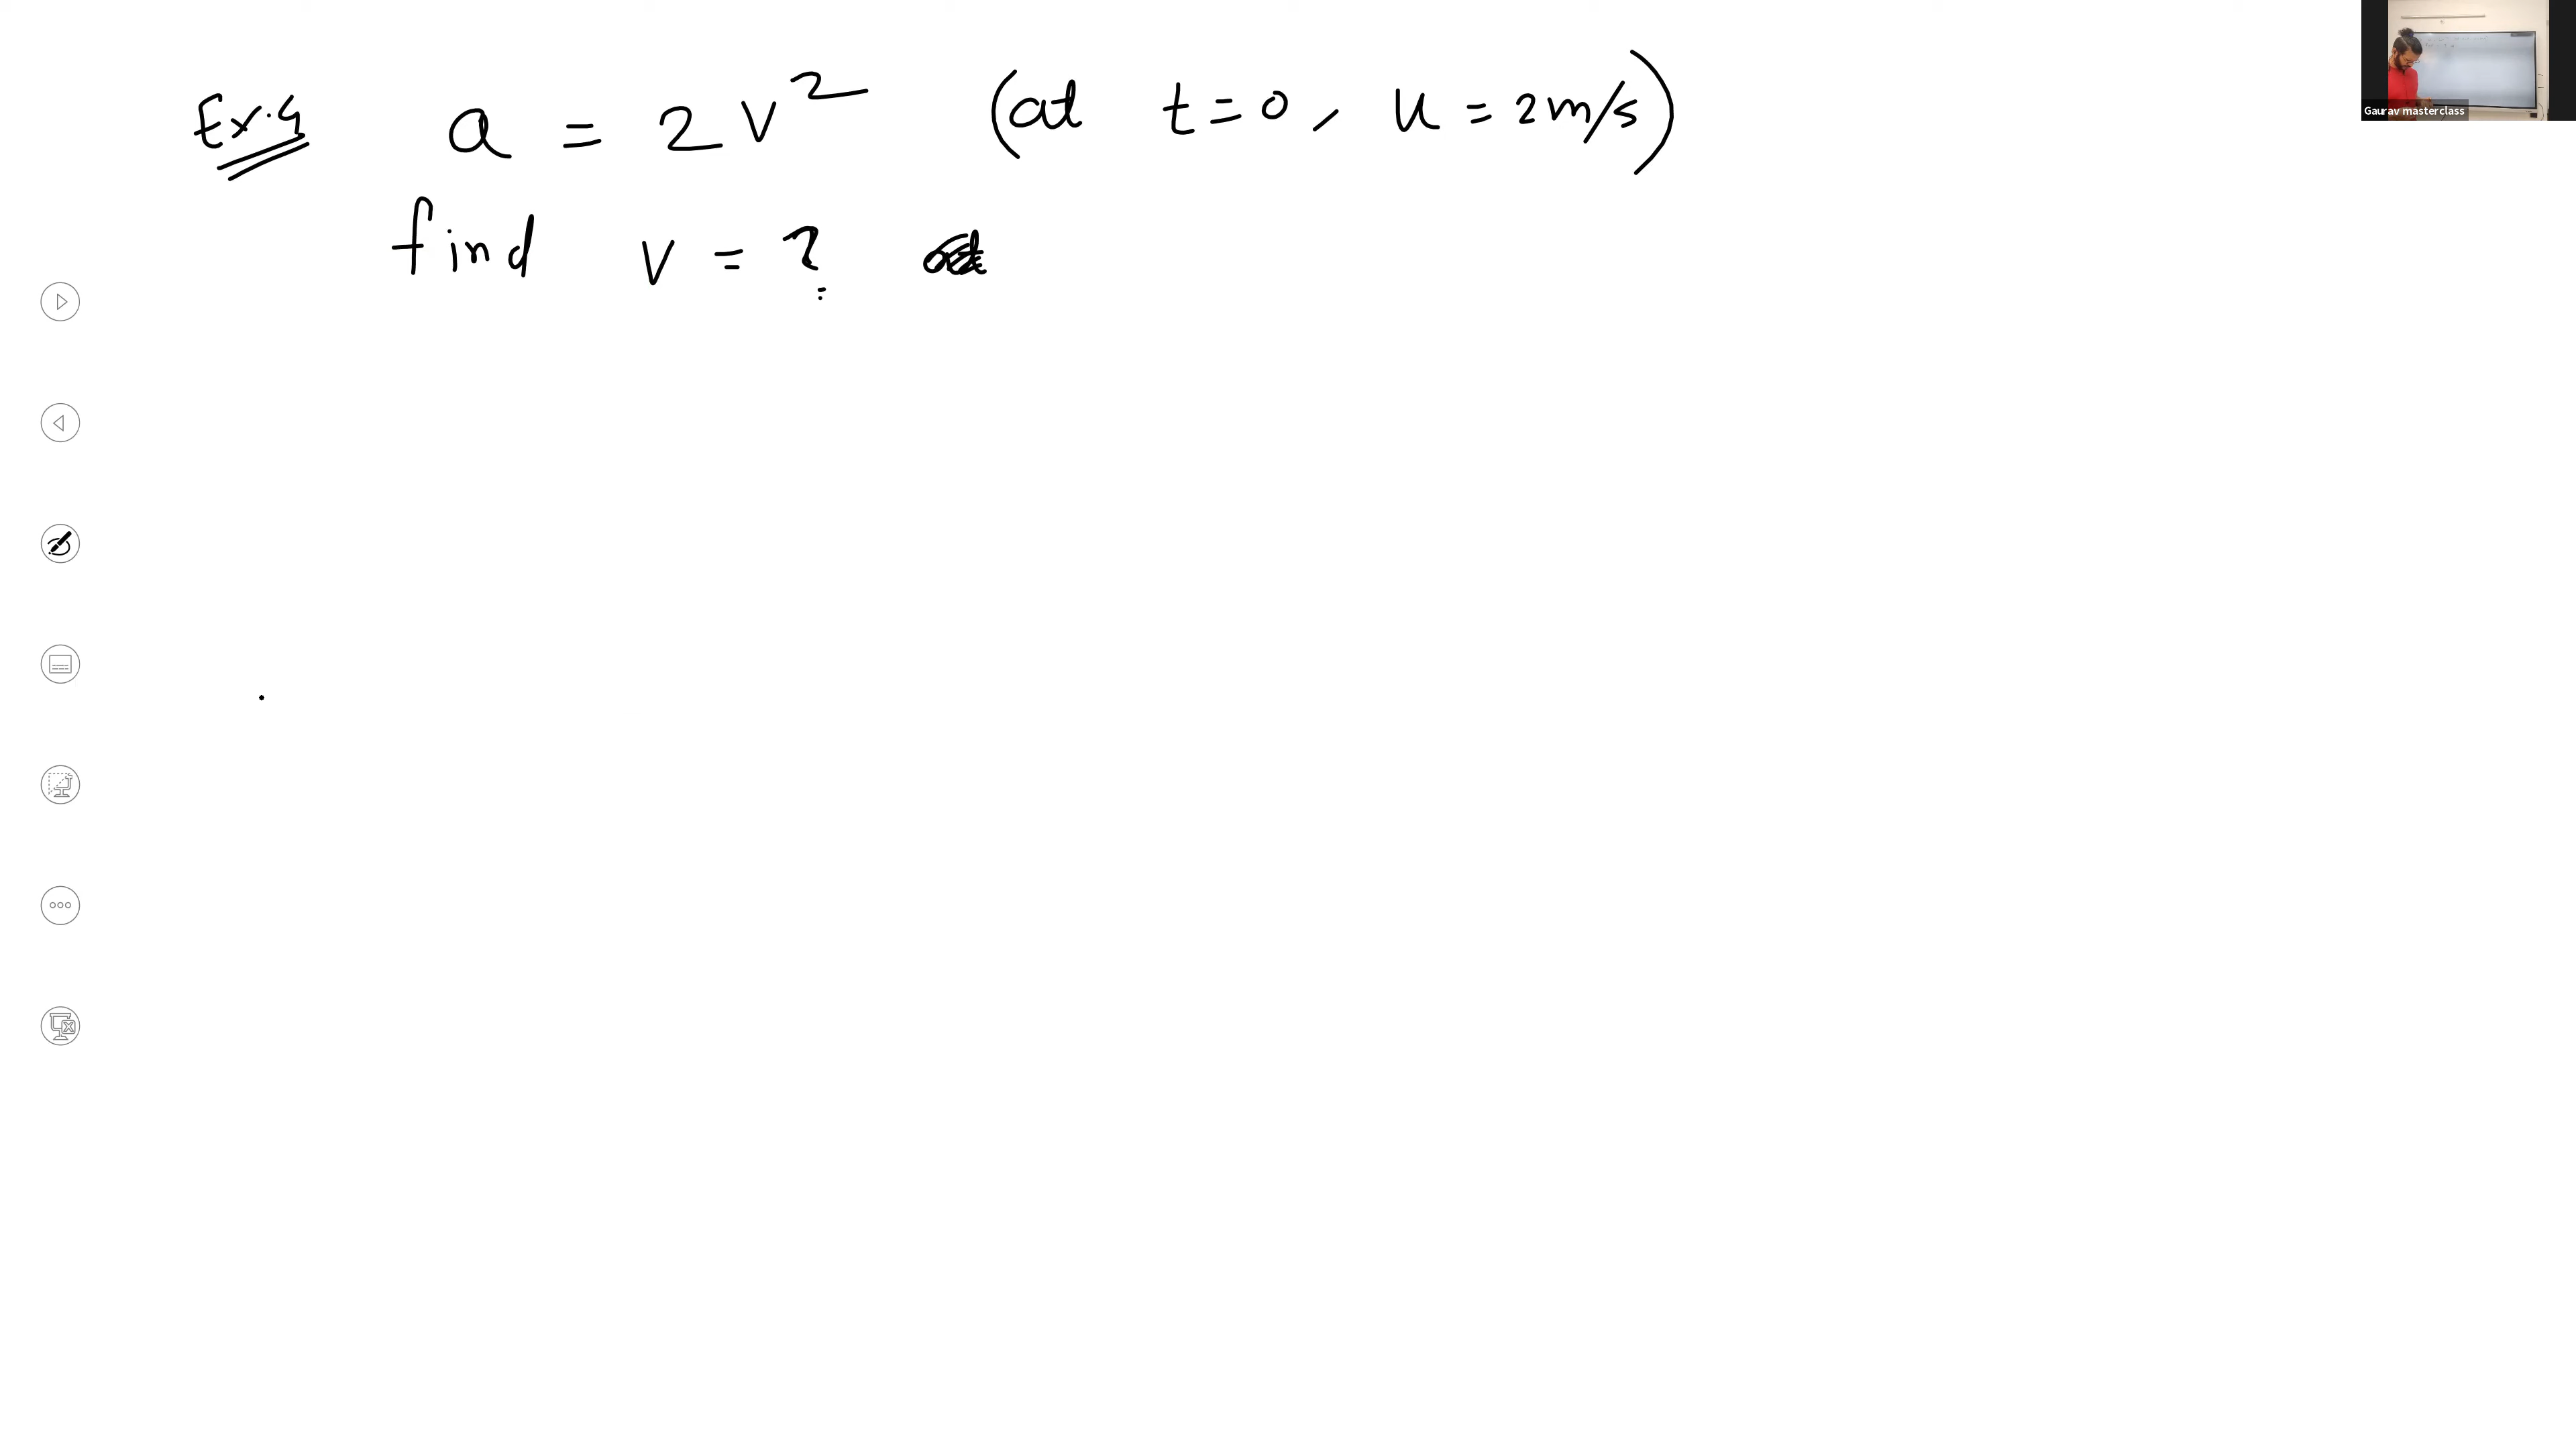 Ex.4 a = 2v² (at t=0, u = 2m/s)
find v = ?
Gaurav masterclass